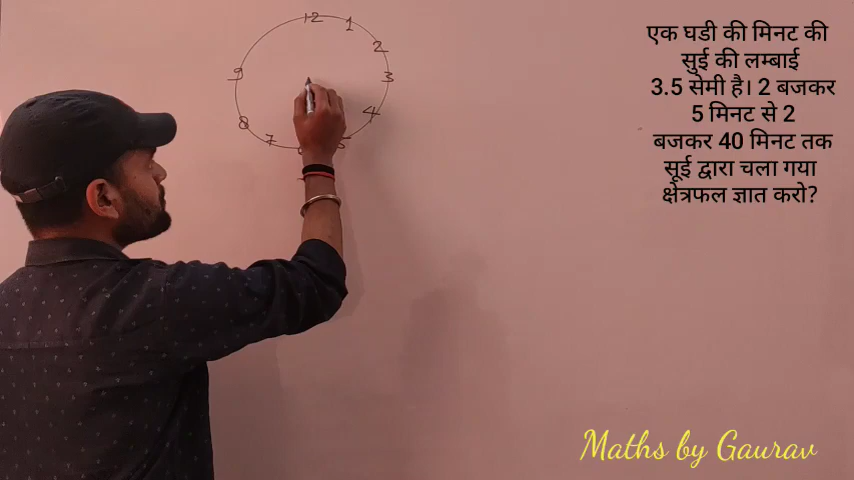 12
1
2
3
4
7
8
9
एक घडी की मिनट की
सुई की लम्बाई
3.5 सेमी है। 2 बजकर
5 मिनट से 2
बजकर 40 मिनट तक
सूई द्वारा चला गया
क्षेत्रफल ज्ञात करो?
Maths by Gaurav